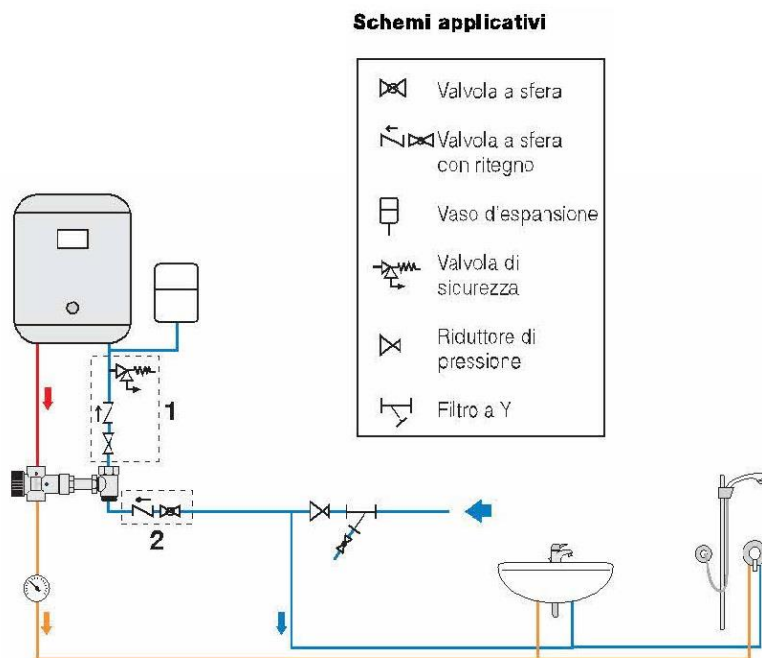 Schemi applicativi
Valvola a sfera
Valvola a sfera
con ritegno
Vaso d'espansione
Valvola di
sicurezza
Riduttore di
pressione
Filtro a Y
1
2